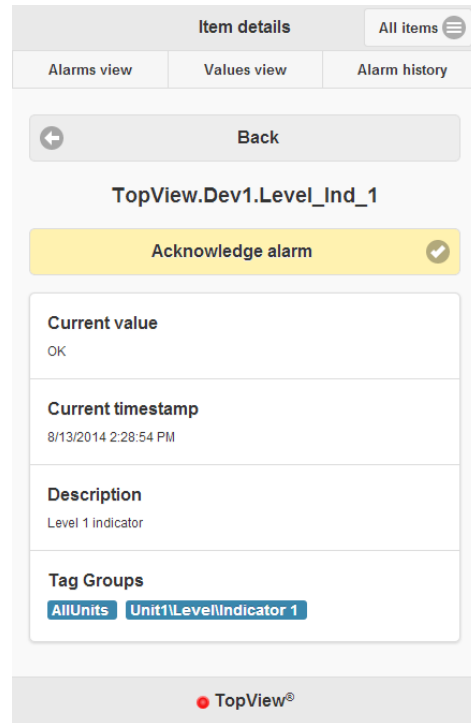 Item details
All items
Alarms view
Values view
Alarm history
Back
TopView.Dev1.Level_Ind_1
Acknowledge alarm
Current value
OK
Current timestamp
8/13/2014 2:28:54 PM
Description
Level 1 indicator
Tag Groups
AllUnits Unit1\Level\Indicator 1
TopView®